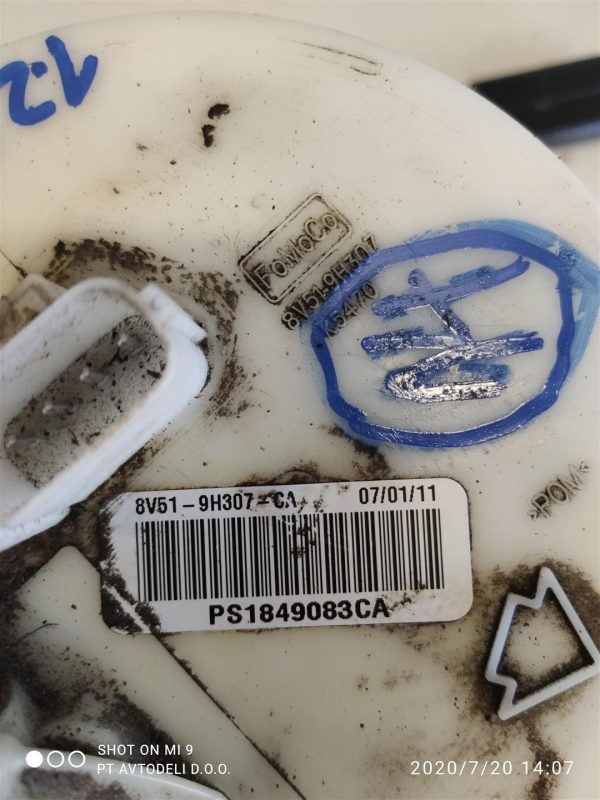 1.2
FoMoCo
8V51-9H307
8V51-9H307-CA 07/01/11
PS1849083CA
>POM<
SHOT ON MI 9
PT AVTODELI D.O.O.
2020/7/20 14:07